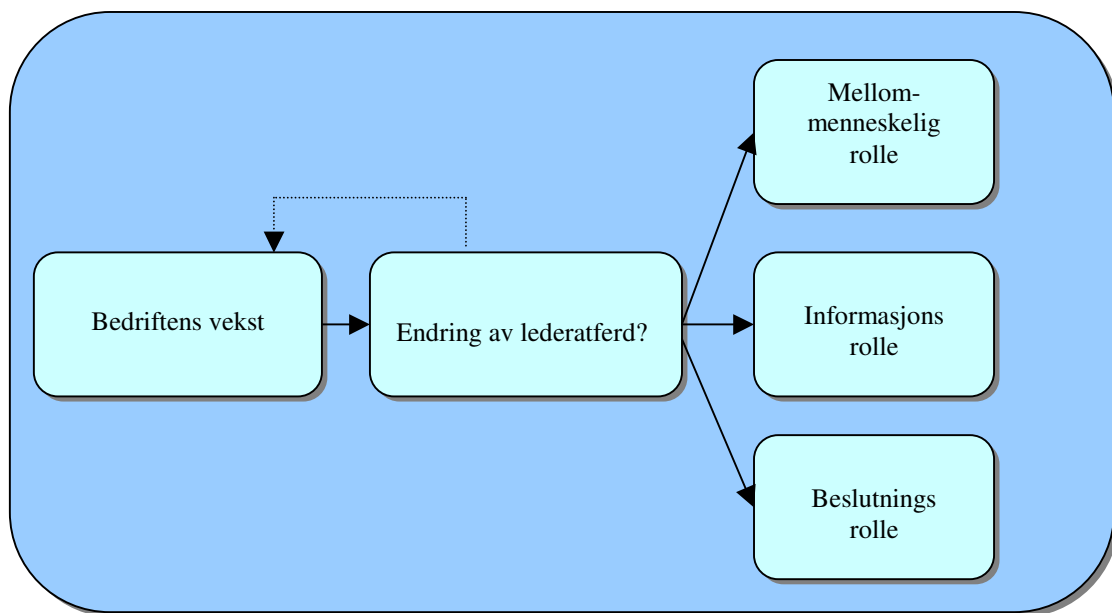 Bedriftens vekst
Endring av lederatferd?
Mellom-
menneskelig
rolle
Informasjons
rolle
Beslutnings
rolle